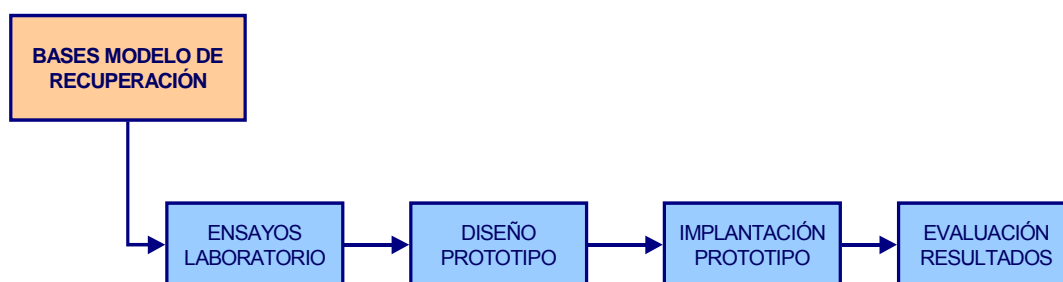 BASES MODELO DE
RECUPERACIÓN
ENSAYOS
LABORATORIO
DISEÑO
PROTOTIPO
IMPLANTACIÓN
PROTOTIPO
EVALUACIÓN
RESULTADOS